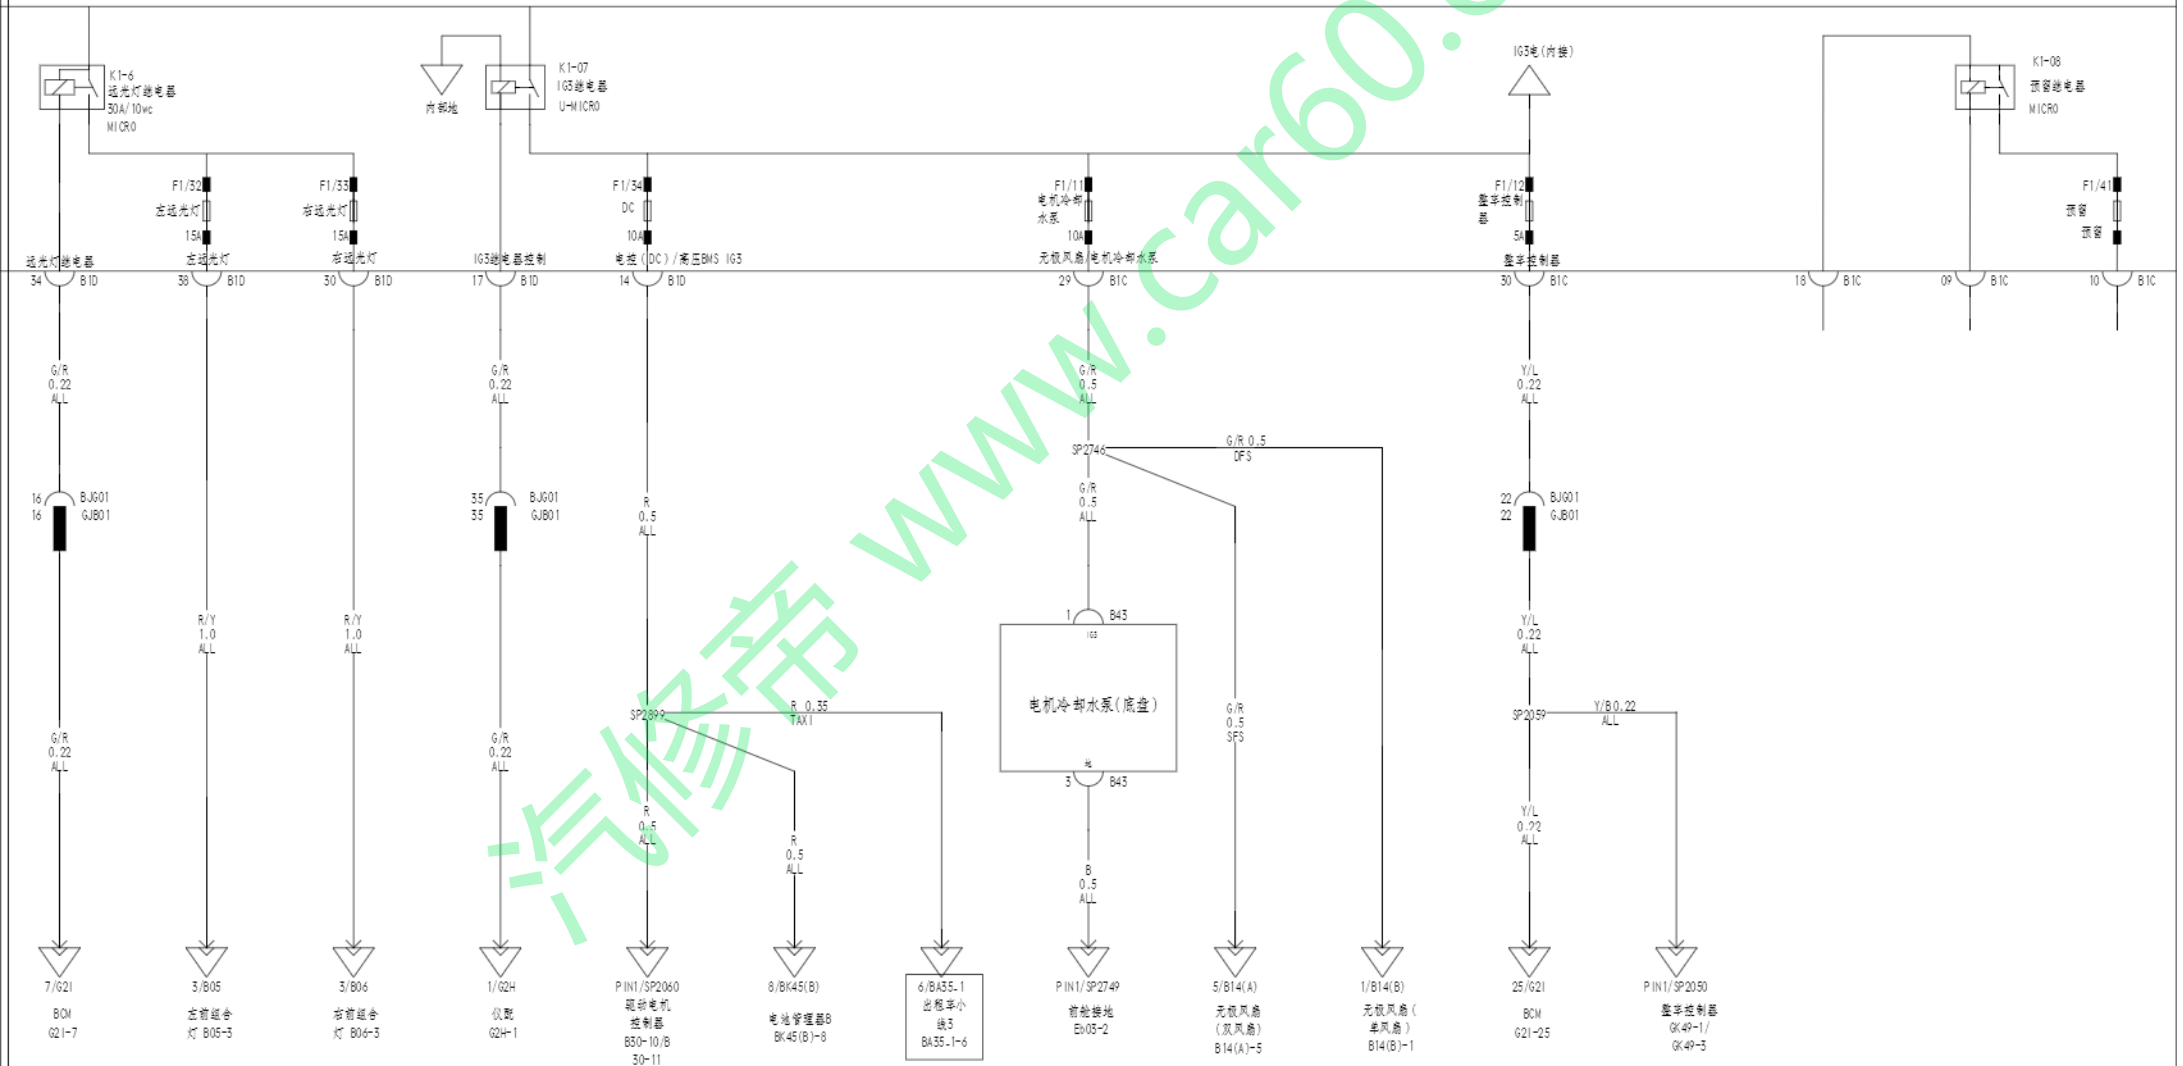 K1-6
远光灯继电器
30A/10wc
MICRO
内部地
K1-07
IG3继电器
U-MICRO
IG3电(内接)
K1-08
预留继电器
MICRO
F1/32
左远光灯
15A
F1/33
右远光灯
15A
F1/34
DC
10A
F1/11
电机冷却
水泵
10A
F1/12
整车控制
器
5A
F1/41
预留
预留
远光灯继电器
左远光灯
右远光灯
IG3继电器控制
电控(DC)/高压BMS IG3
无极风扇/电机冷却水泵
整车控制器
34 B1D
38 B1D
30 B1D
17 B1D
14 B1D
29 B1C
30 B1C
18 B1C
09 B1C
10 B1C
G/R
0.22
ALL
G/R
0.22
ALL
G/R
0.5
ALL
Y/L
0.22
ALL
SP2746
G/R 0.5
DFS
16 BJG01
16 GJB01
35 BJG01
35 GJB01
R
0.5
ALL
G/R
0.5
ALL
22 BJG01
22 GJB01
R/Y
1.0
ALL
R/Y
1.0
ALL
1 B43
IG3
电机冷却水泵(底盘)
地
3 B43
Y/L
0.22
ALL
G/R
0.22
ALL
G/R
0.22
ALL
SP2899
R 0.35
TAXI
G/R
0.5
SFS
SP2059
Y/B 0.22
ALL
R
0.5
ALL
R
0.5
ALL
B
0.5
ALL
Y/L
0.22
ALL
7/G2I
BCM
G2I-7
3/B05
左前组合
灯 B05-3
3/B06
右前组合
灯 B06-3
1/G2H
仪配
G2H-1
PIN1/SP2060
驱动电机
控制器
B30-10/B
30-11
8/BK45(B)
电池管理器B
BK45(B)-8
6/BA35-1
出租车小
线3
BA35-1-6
PIN1/SP2749
前舱接地
Eb03-2
5/B14(A)
无极风扇
(双风扇)
B14(A)-5
1/B14(B)
无极风扇(
单风扇)
B14(B)-1
25/G2I
BCM
G2I-25
PIN1/SP2050
整车控制器
GK49-1/
GK49-3
汽修帝 www.car60.